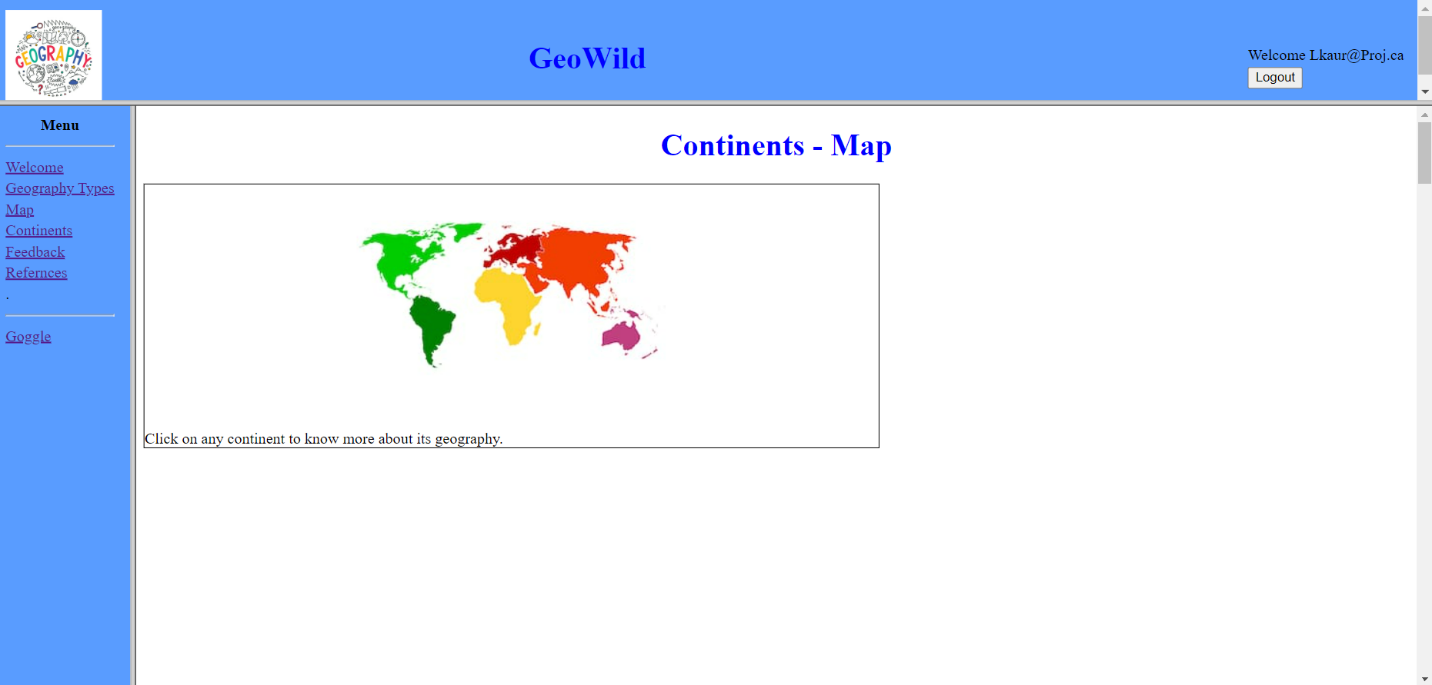 GEOGRAPHY
GeoWild
Welcome Lkaur@Proj.ca
Logout
Menu
Welcome
Geography Types
Map
Continents
Feedback
Refernces
.
Goggle
Continents - Map
Click on any continent to know more about its geography.